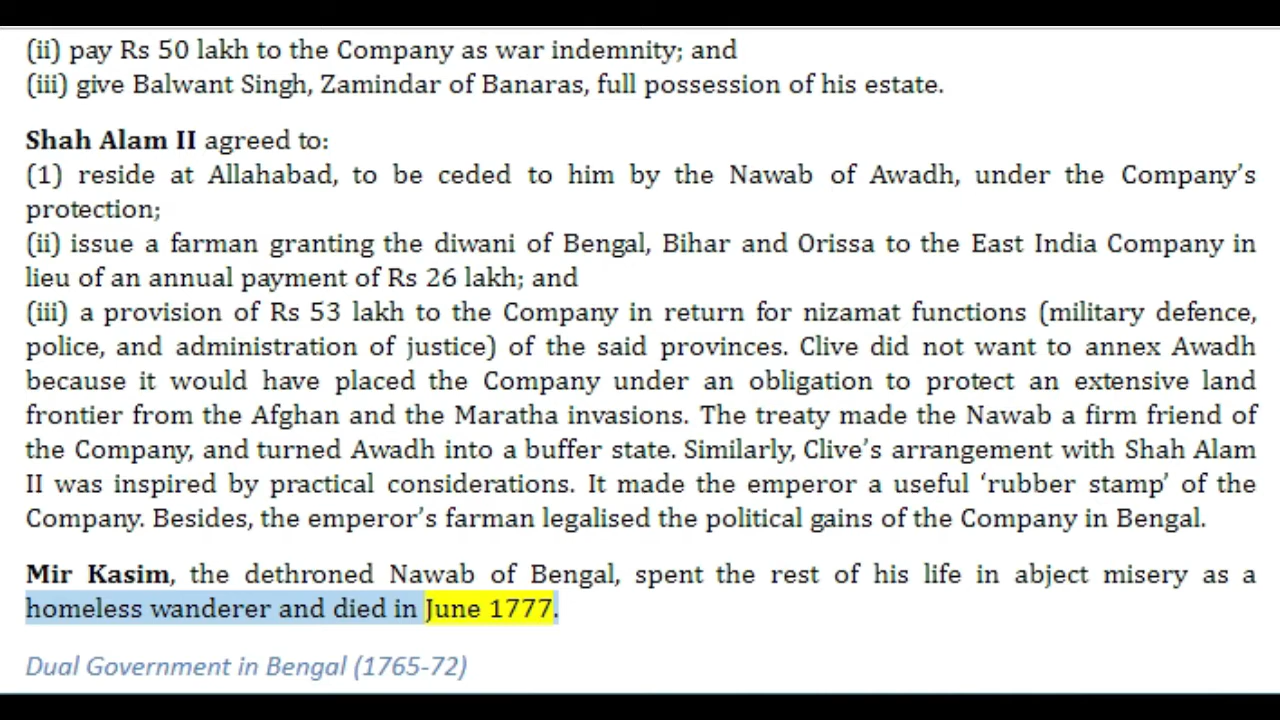 (ii) pay Rs 50 lakh to the Company as war indemnity; and
(iii) give Balwant Singh, Zamindar of Banaras, full possession of his estate.
Shah Alam II agreed to:
(1) reside at Allahabad, to be ceded to him by the Nawab of Awadh, under the Company’s
protection;
(ii) issue a farman granting the diwani of Bengal, Bihar and Orissa to the East India Company in
lieu of an annual payment of Rs 26 lakh; and
(iii) a provision of Rs 53 lakh to the Company in return for nizamat functions (military defence,
police, and administration of justice) of the said provinces. Clive did not want to annex Awadh
because it would have placed the Company under an obligation to protect an extensive land
frontier from the Afghan and the Maratha invasions. The treaty made the Nawab a firm friend of
the Company, and turned Awadh into a buffer state. Similarly, Clive’s arrangement with Shah Alam
II was inspired by practical considerations. It made the emperor a useful ‘rubber stamp’ of the
Company. Besides, the emperor’s farman legalised the political gains of the Company in Bengal.
Mir Kasim, the dethroned Nawab of Bengal, spent the rest of his life in abject misery as a
homeless wanderer and died in June 1777.
Dual Government in Bengal (1765-72)